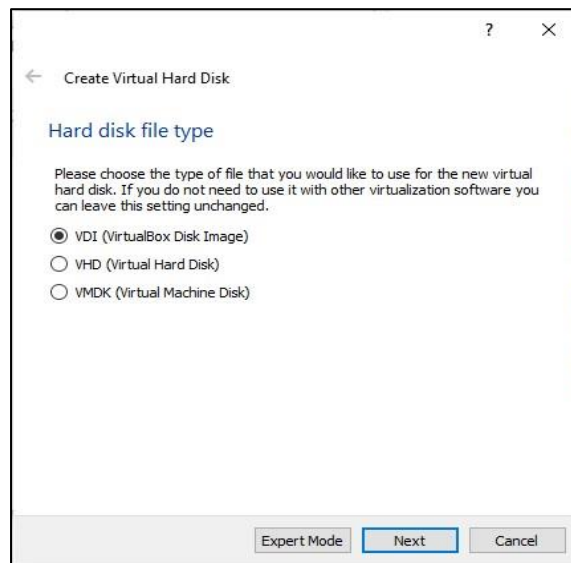 ?
Create Virtual Hard Disk
Hard disk file type
Please choose the type of file that you would like to use for the new virtual
hard disk. If you do not need to use it with other virtualization software you
can leave this setting unchanged.
VDI (VirtualBox Disk Image)
VHD (Virtual Hard Disk)
VMDK (Virtual Machine Disk)
Expert Mode Next Cancel